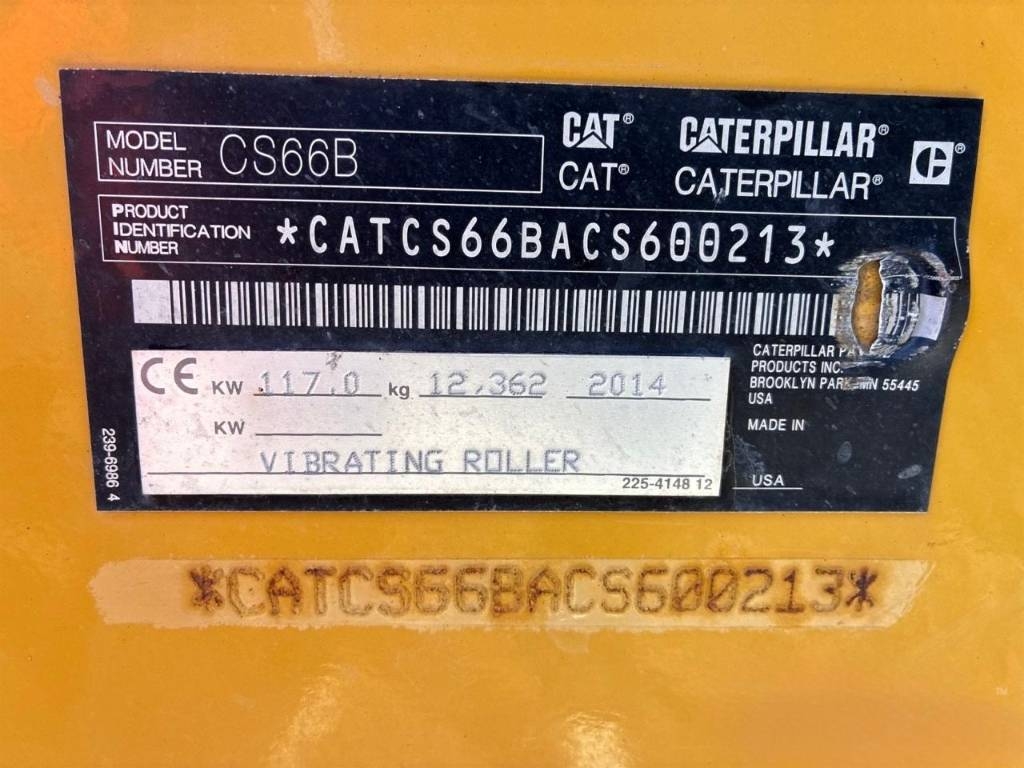 MODEL
NUMBER CS66B
CAT® CATERPILLAR®
CAT® CATERPILLAR®
PRODUCT
IDENTIFICATION
NUMBER
*CATCS66BACS600213*
CE KW 117.0 kg 12,362 2014
KW
VIBRATING ROLLER
225-4148 12
239-6986 4
CATERPILLAR
PRODUCTS INC.
BROOKLYN PARK MN 55445
USA
MADE IN
USA
*CATCS66BACS600213*